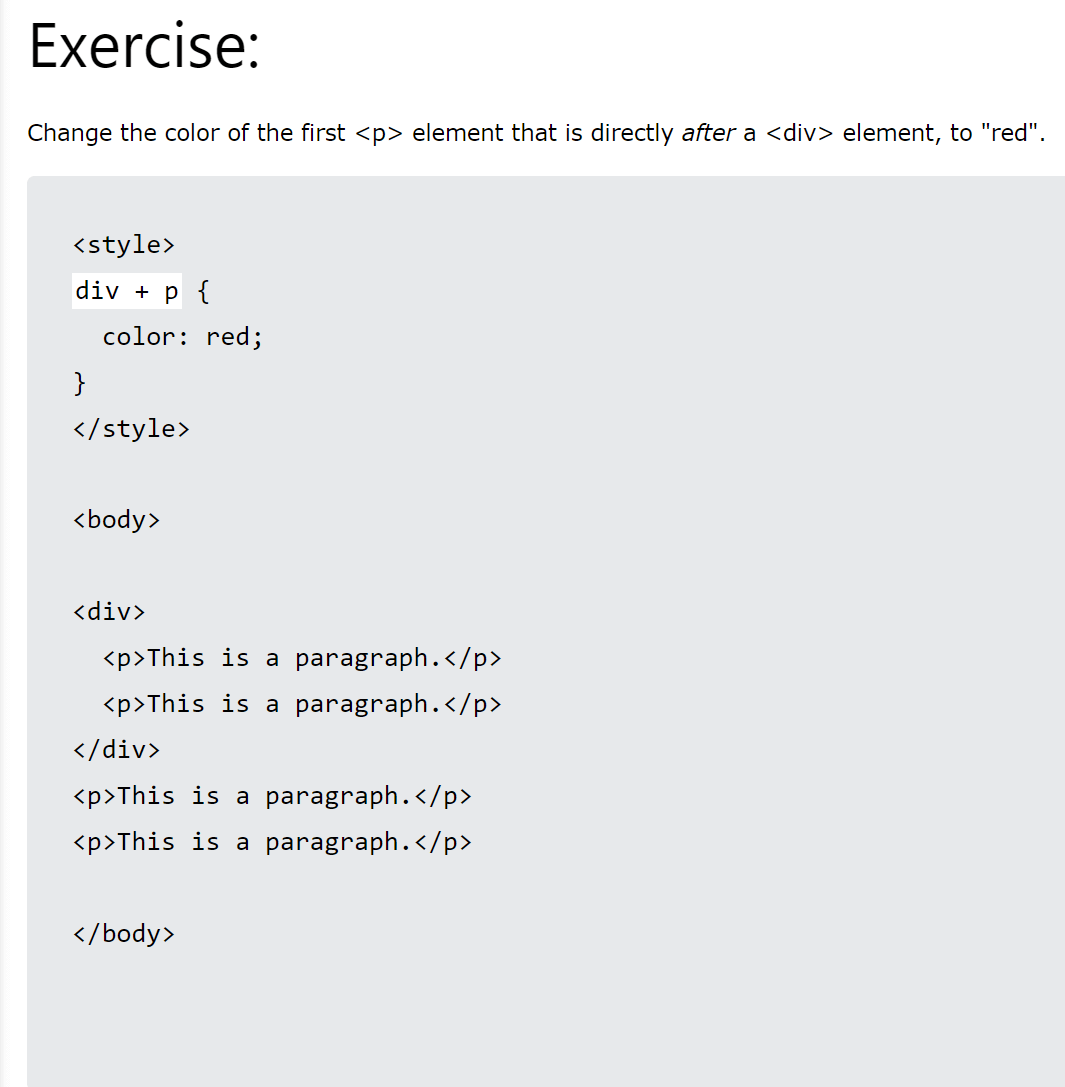 Exercise:
Change the color of the first <p> element that is directly after a <div> element, to "red".
<style>
div + p {
  color: red;
}
</style>
<body>
<div>
  <p>This is a paragraph.</p>
  <p>This is a paragraph.</p>
</div>
<p>This is a paragraph.</p>
<p>This is a paragraph.</p>
</body>